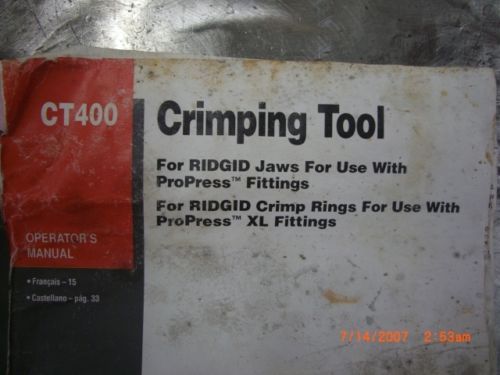 CT400
Crimping Tool
For RIDGID Jaws For Use With
ProPress™ Fittings
For RIDGID Crimp Rings For Use With
ProPress™ XL Fittings
OPERATOR'S
MANUAL
• Français – 15
• Castellano – pág. 33
7/14/2007 2:53am